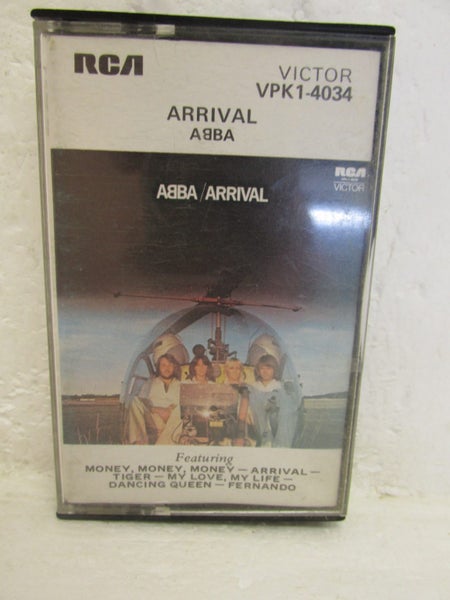 RCA
VICTOR
VPK1-4034
ARRIVAL
ABBA
RCA
VICTOR
ABBA/ARRIVAL
Featuring
MONEY, MONEY, MONEY — ARRIVAL —
TIGER — MY LOVE, MY LIFE —
DANCING QUEEN — FERNANDO